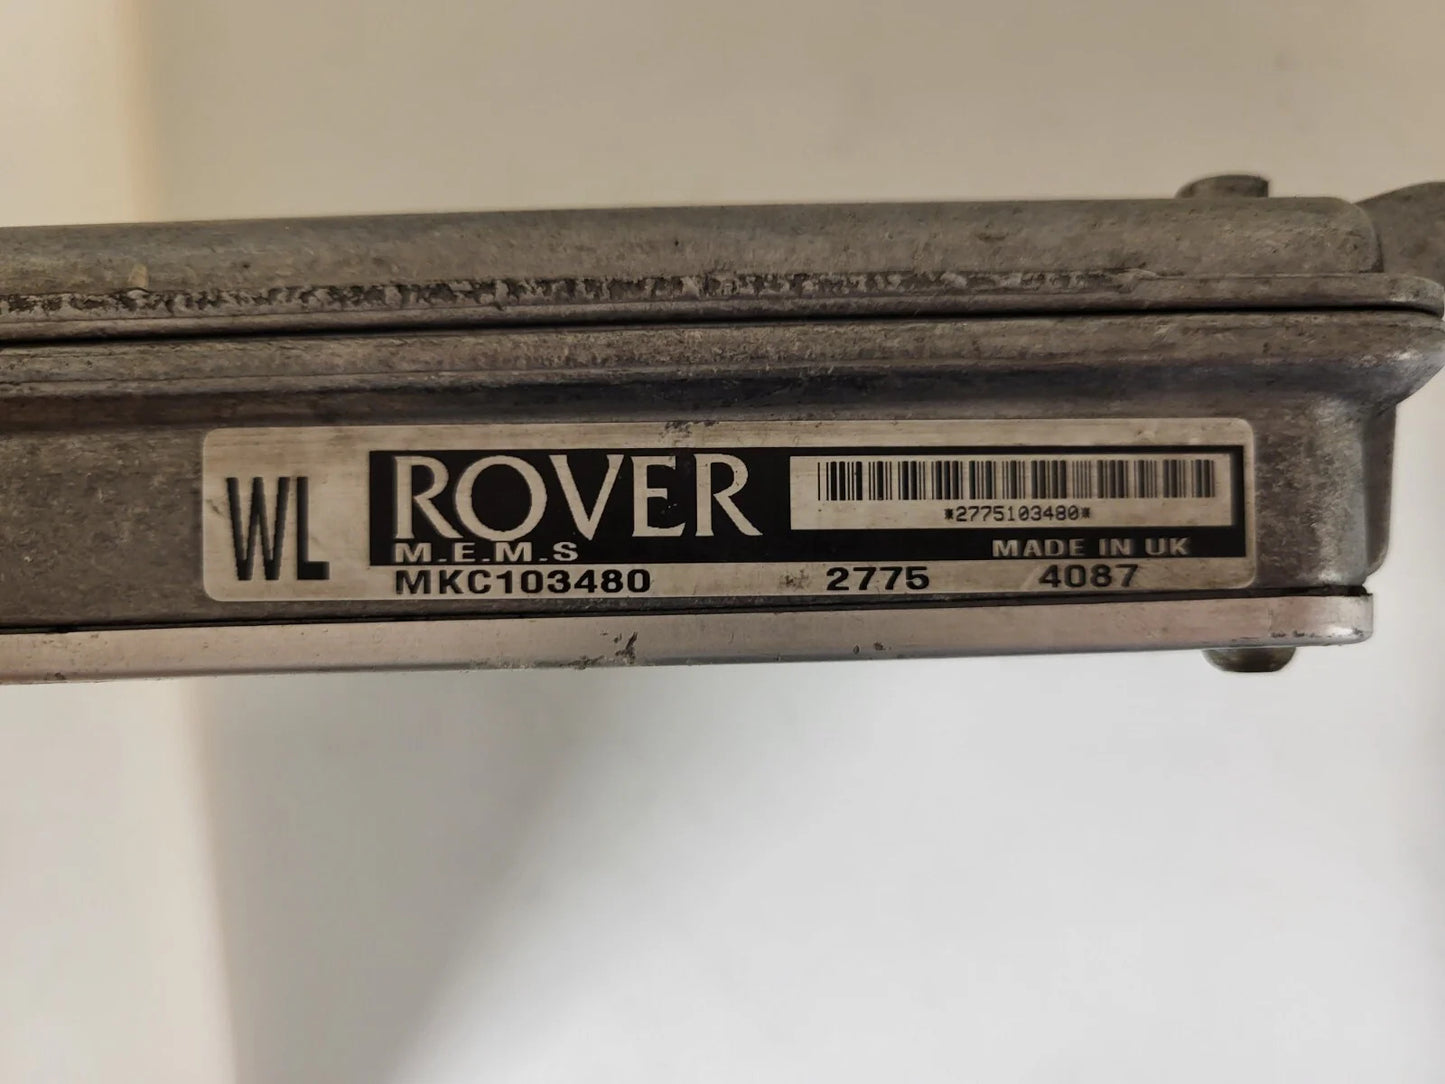 WL
ROVER
*2775103480*
M.E.M.S
MADE IN UK
MKC103480 2775 4087